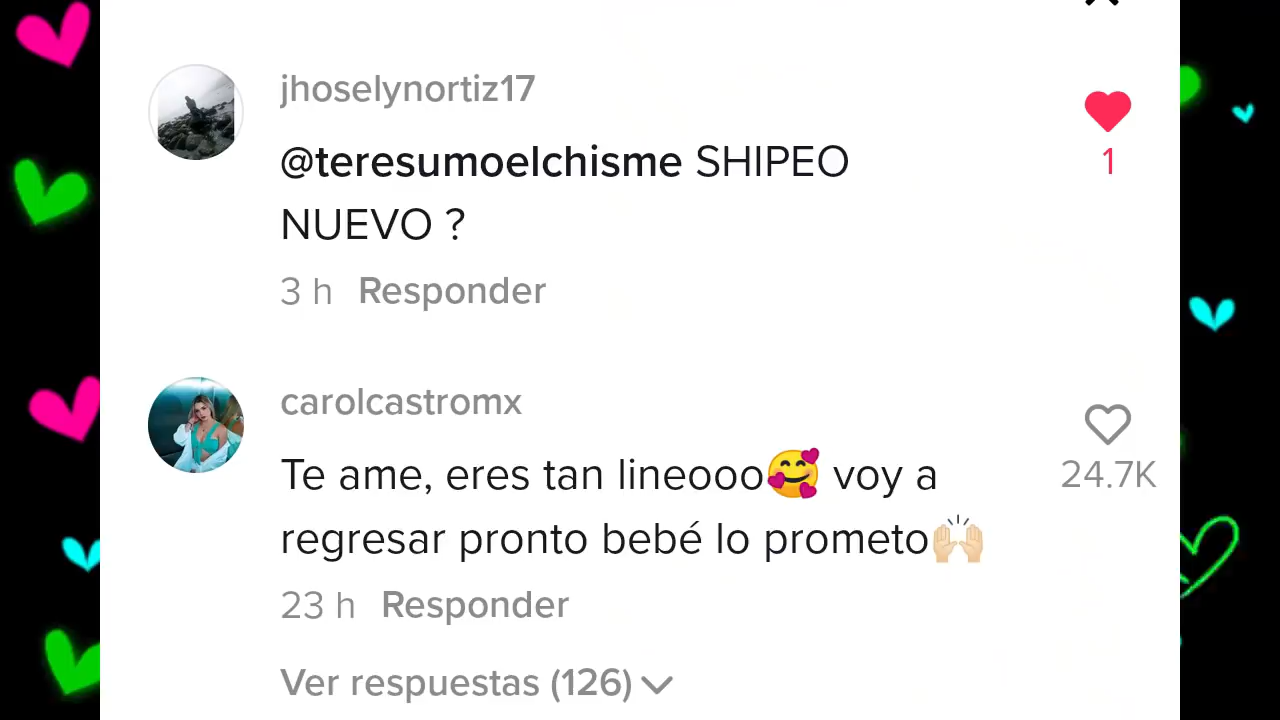 jhoselynortiz17
@teresumoelchisme SHIPEO
NUEVO ?
1
3 h Responder
carolcastromx
Te ame, eres tan lineooo🥰 voy a
regresar pronto bebé lo prometo🙌🏻
24.7K
23 h Responder
Ver respuestas (126)